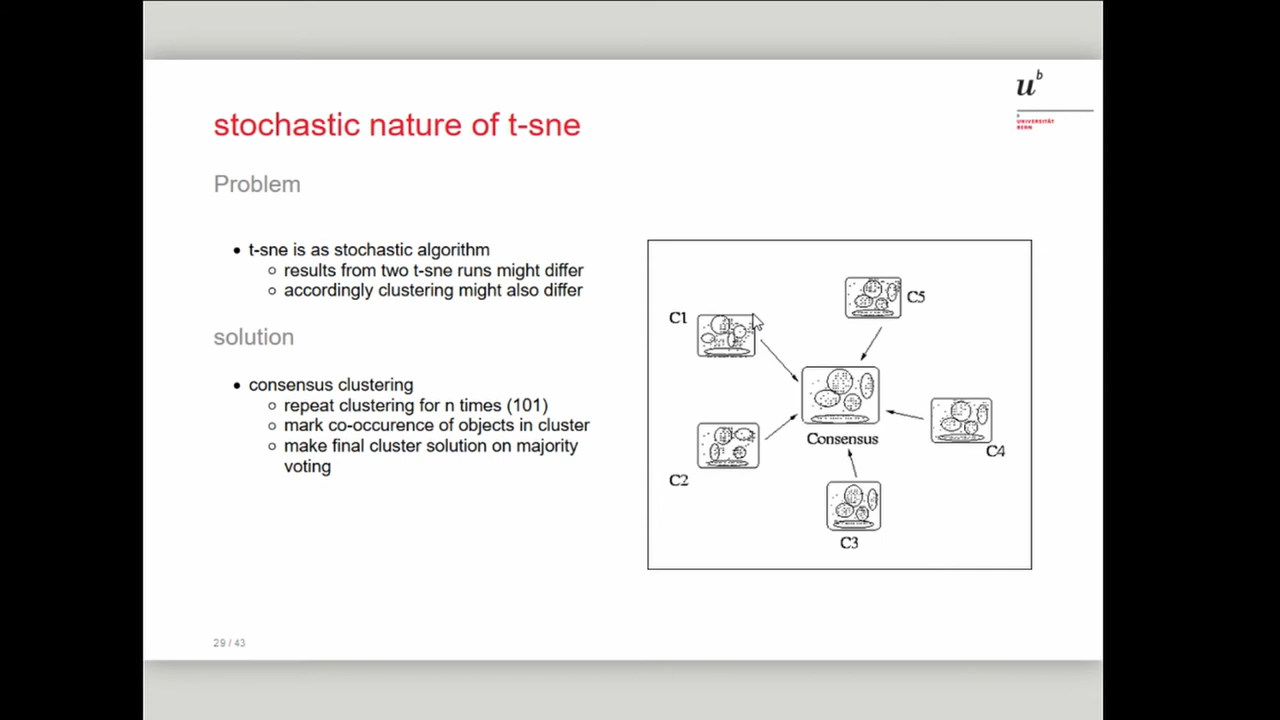 u^b
b
UNIVERSITÄT
BERN
stochastic nature of t-sne
Problem
• t-sne is as stochastic algorithm
○ results from two t-sne runs might differ
○ accordingly clustering might also differ
solution
• consensus clustering
○ repeat clustering for n times (101)
○ mark co-occurence of objects in cluster
○ make final cluster solution on majority
voting
C1
C5
Consensus
C4
C2
C3
29 / 43